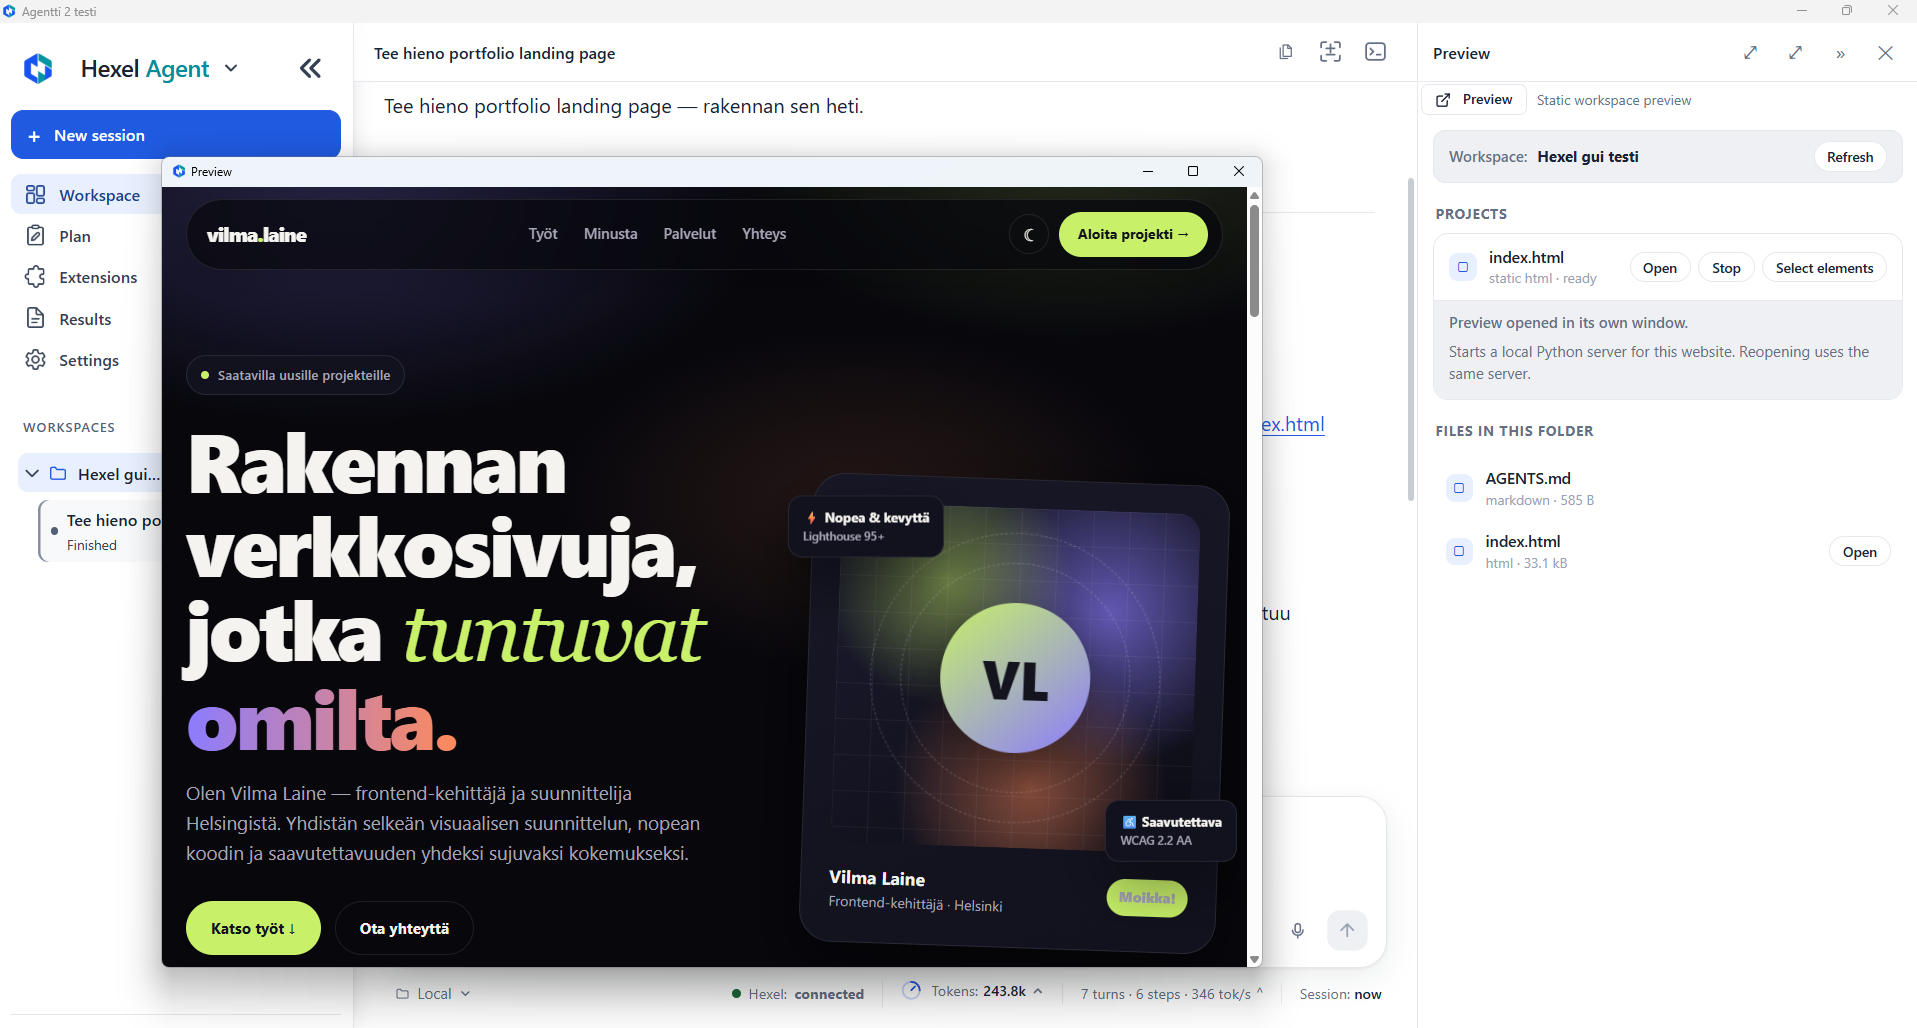 Agentti 2 testi
Hexel Agent
+ New session
Workspace
Plan
Extensions
Results
Settings
WORKSPACES
Hexel gui...
Tee hieno po
Finished
Tee hieno portfolio landing page
Tee hieno portfolio landing page — rakennan sen heti.
ex.html
tuu
Preview
vilma.laine
Työt
Minusta
Palvelut
Yhteys
Aloita projekti →
Saatavilla uusille projekteille
Rakennan
verkkosivuja,
jotka tuntuvat
omilta.
Olen Vilma Laine — frontend-kehittäjä ja suunnittelija
Helsingistä. Yhdistän selkeän visuaalisen suunnittelun, nopean
koodin ja saavutettavuuden yhdeksi sujuvaksi kokemukseksi.
Katso työt ↓
Ota yhteyttä
Nopea & kevyttä
Lighthouse 95+
VL
Saavutettava
WCAG 2.2 AA
Vilma Laine
Frontend-kehittäjä · Helsinki
Moikka!
Local
Hexel: connected
Tokens: 243.8k
7 turns · 6 steps · 346 tok/s
Session: now
Preview
Preview
Static workspace preview
Workspace: Hexel gui testi
Refresh
PROJECTS
index.html
static html · ready
Open
Stop
Select elements
Preview opened in its own window.
Starts a local Python server for this website. Reopening uses the
same server.
FILES IN THIS FOLDER
AGENTS.md
markdown · 585 B
index.html
html · 33.1 kB
Open